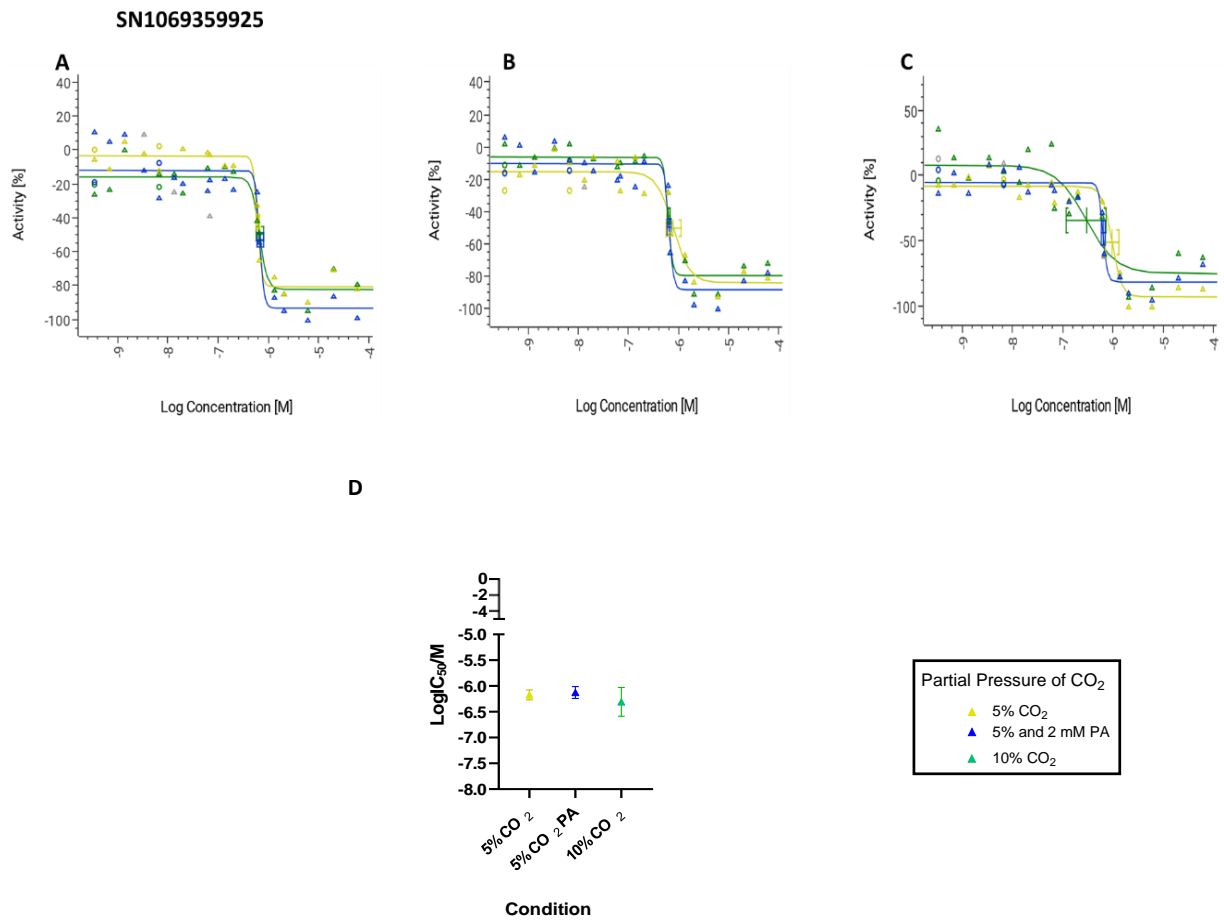 SN1069359925
A
40
20
0
-20
-40
-60
-80
-100
Activity [%]
-9
-8
-7
-6
-5
-4
Log Concentration [M]
B
40
20
0
-20
-40
-60
-80
-100
Activity [%]
-9
-8
-7
-6
-5
-4
Log Concentration [M]
C
50
0
-50
-100
Activity [%]
-9
-8
-7
-6
-5
-4
Log Concentration [M]
D
0
-2
-4
-5.0
-5.5
-6.0
-6.5
-7.0
-7.5
-8.0
LogIC₅₀/M
5%CO₂
5%CO₂PA
10%CO₂
Condition
Partial Pressure of CO₂
5% CO₂
5% and 2 mM PA
10% CO₂